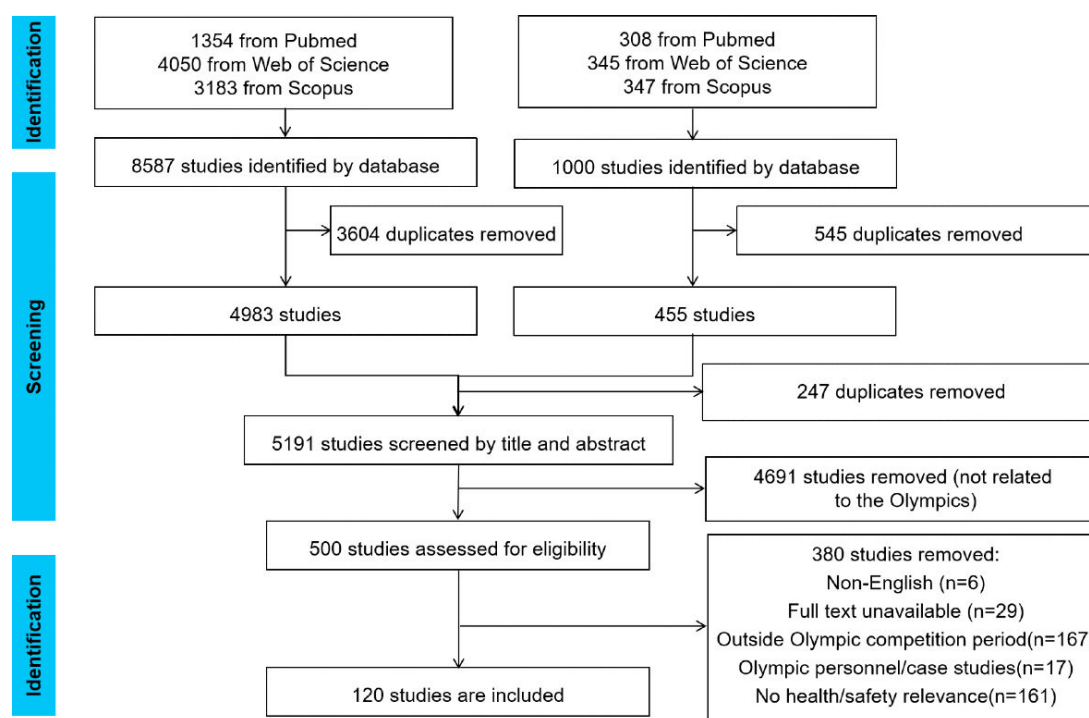 Identification
1354 from Pubmed
4050 from Web of Science
3183 from Scopus
308 from Pubmed
345 from Web of Science
347 from Scopus
8587 studies identified by database
1000 studies identified by database
Screening
3604 duplicates removed
545 duplicates removed
4983 studies
455 studies
247 duplicates removed
5191 studies screened by title and abstract
4691 studies removed (not related
to the Olympics)
500 studies assessed for eligibility
Identification
380 studies removed:
Non-English (n=6)
Full text unavailable (n=29)
Outside Olympic competition period(n=167
Olympic personnel/case studies(n=17)
No health/safety relevance(n=161)
120 studies are included